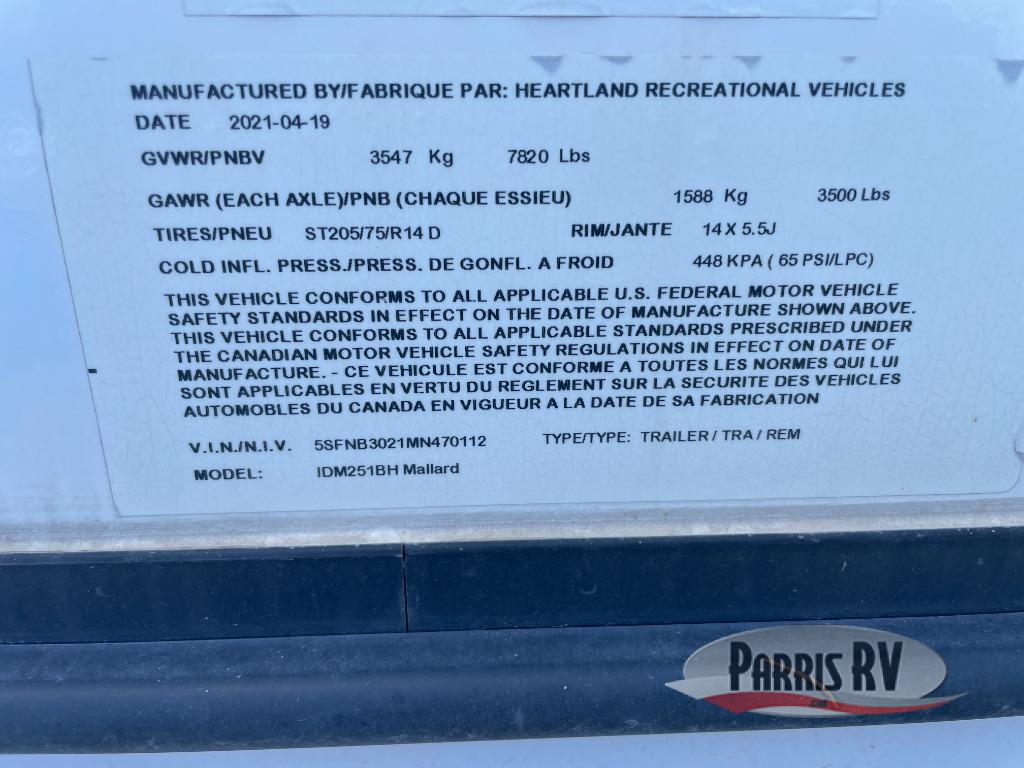 MANUFACTURED BY/FABRIQUE PAR: HEARTLAND RECREATIONAL VEHICLES
DATE 2021-04-19
GVWR/PNBV 3547 Kg 7820 Lbs
GAWR (EACH AXLE)/PNB (CHAQUE ESSIEU) 1588 Kg 3500 Lbs
TIRES/PNEU ST205/75/R14 D RIM/JANTE 14 X 5.5J
COLD INFL. PRESS./PRESS. DE GONFL. A FROID 448 KPA ( 65 PSI/LPC)
THIS VEHICLE CONFORMS TO ALL APPLICABLE U.S. FEDERAL MOTOR VEHICLE
SAFETY STANDARDS IN EFFECT ON THE DATE OF MANUFACTURE SHOWN ABOVE.
THIS VEHICLE CONFORMS TO ALL APPLICABLE STANDARDS PRESCRIBED UNDER
THE CANADIAN MOTOR VEHICLE SAFETY REGULATIONS IN EFFECT ON DATE OF
MANUFACTURE. - CE VEHICULE EST CONFORME A TOUTES LES NORMES QUI LUI
SONT APPLICABLES EN VERTU DU REGLEMENT SUR LA SECURITE DES VEHICLES
AUTOMOBILES DU CANADA EN VIGUEUR A LA DATE DE SA FABRICATION
V.I.N./N.I.V. 5SFNB3021MN470112 TYPE/TYPE: TRAILER / TRA / REM
MODEL: IDM251BH Mallard
PARRIS RV
.com